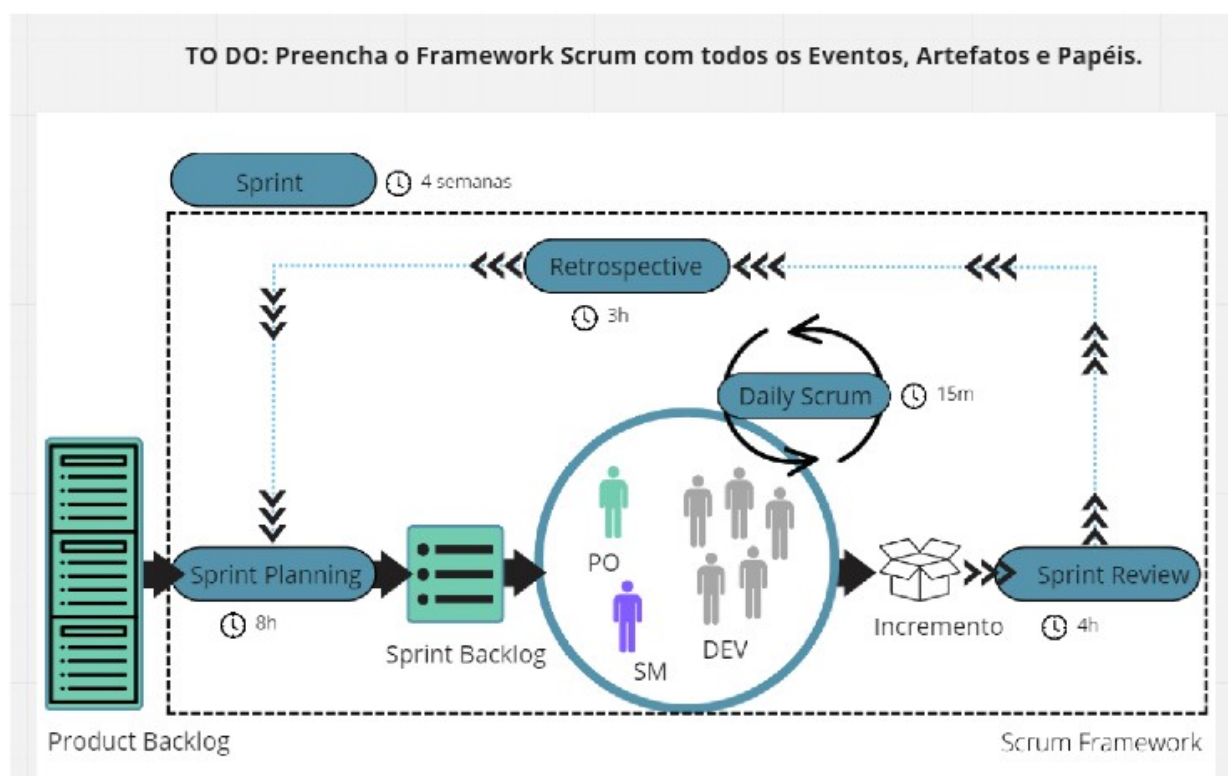 TO DO: Preencha o Framework Scrum com todos os Eventos, Artefatos e Papéis.
Sprint
4 semanas
Retrospective
3h
Daily Scrum
15m
PO
Sprint Planning
8h
Sprint Backlog
SM
DEV
Incremento
Sprint Review
4h
Product Backlog
Scrum Framework